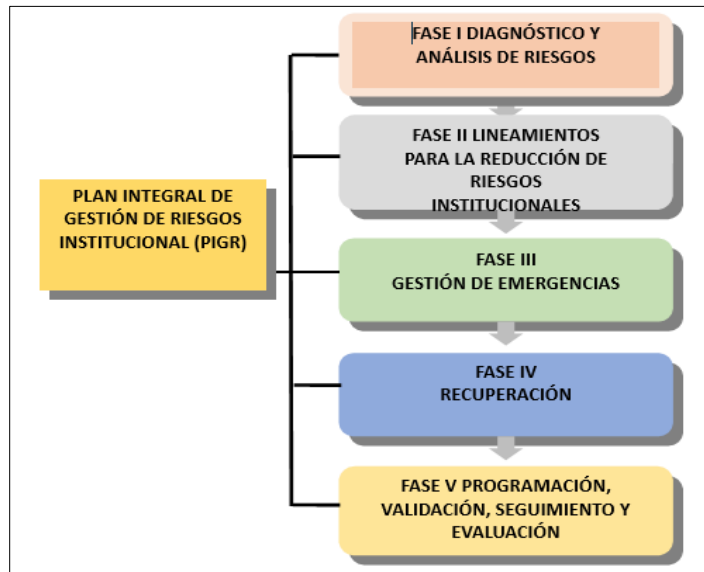 FASE I DIAGNÓSTICO Y
ANÁLISIS DE RIESGOS
FASE II LINEAMIENTOS
PARA LA REDUCCIÓN DE
RIESGOS
INSTITUCIONALES
PLAN INTEGRAL DE
GESTIÓN DE RIESGOS
INSTITUCIONAL (PIGR)
FASE III
GESTIÓN DE EMERGENCIAS
FASE IV
RECUPERACIÓN
FASE V PROGRAMACIÓN,
VALIDACIÓN, SEGUIMIENTO Y
EVALUACIÓN